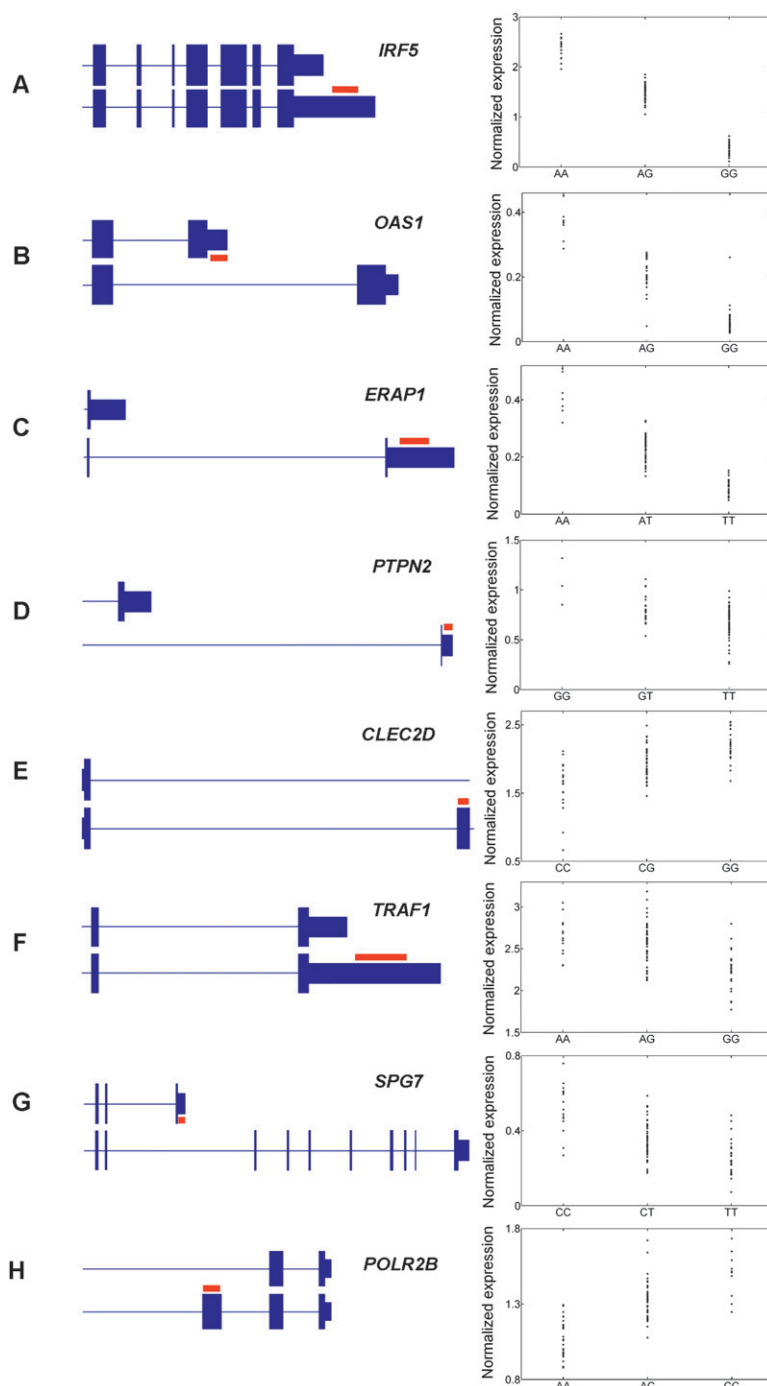 A
IRF5
Normalized expression
3
2
1
0
AA AG GG
B
OAS1
Normalized expression
0.4
0.2
0
AA AG GG
C
ERAP1
Normalized expression
0.4
0.2
0
AA AT TT
D
PTPN2
Normalized expression
1.5
1
0.5
0
GG GT TT
E
CLEC2D
Normalized expression
2.5
1.5
0.5
CC CG GG
F
TRAF1
Normalized expression
3
2.5
2
1.5
AA AG GG
G
SPG7
Normalized expression
0.8
0.4
0
CC CT TT
H
POLR2B
Normalized expression
1.8
1.3
0.8
AA